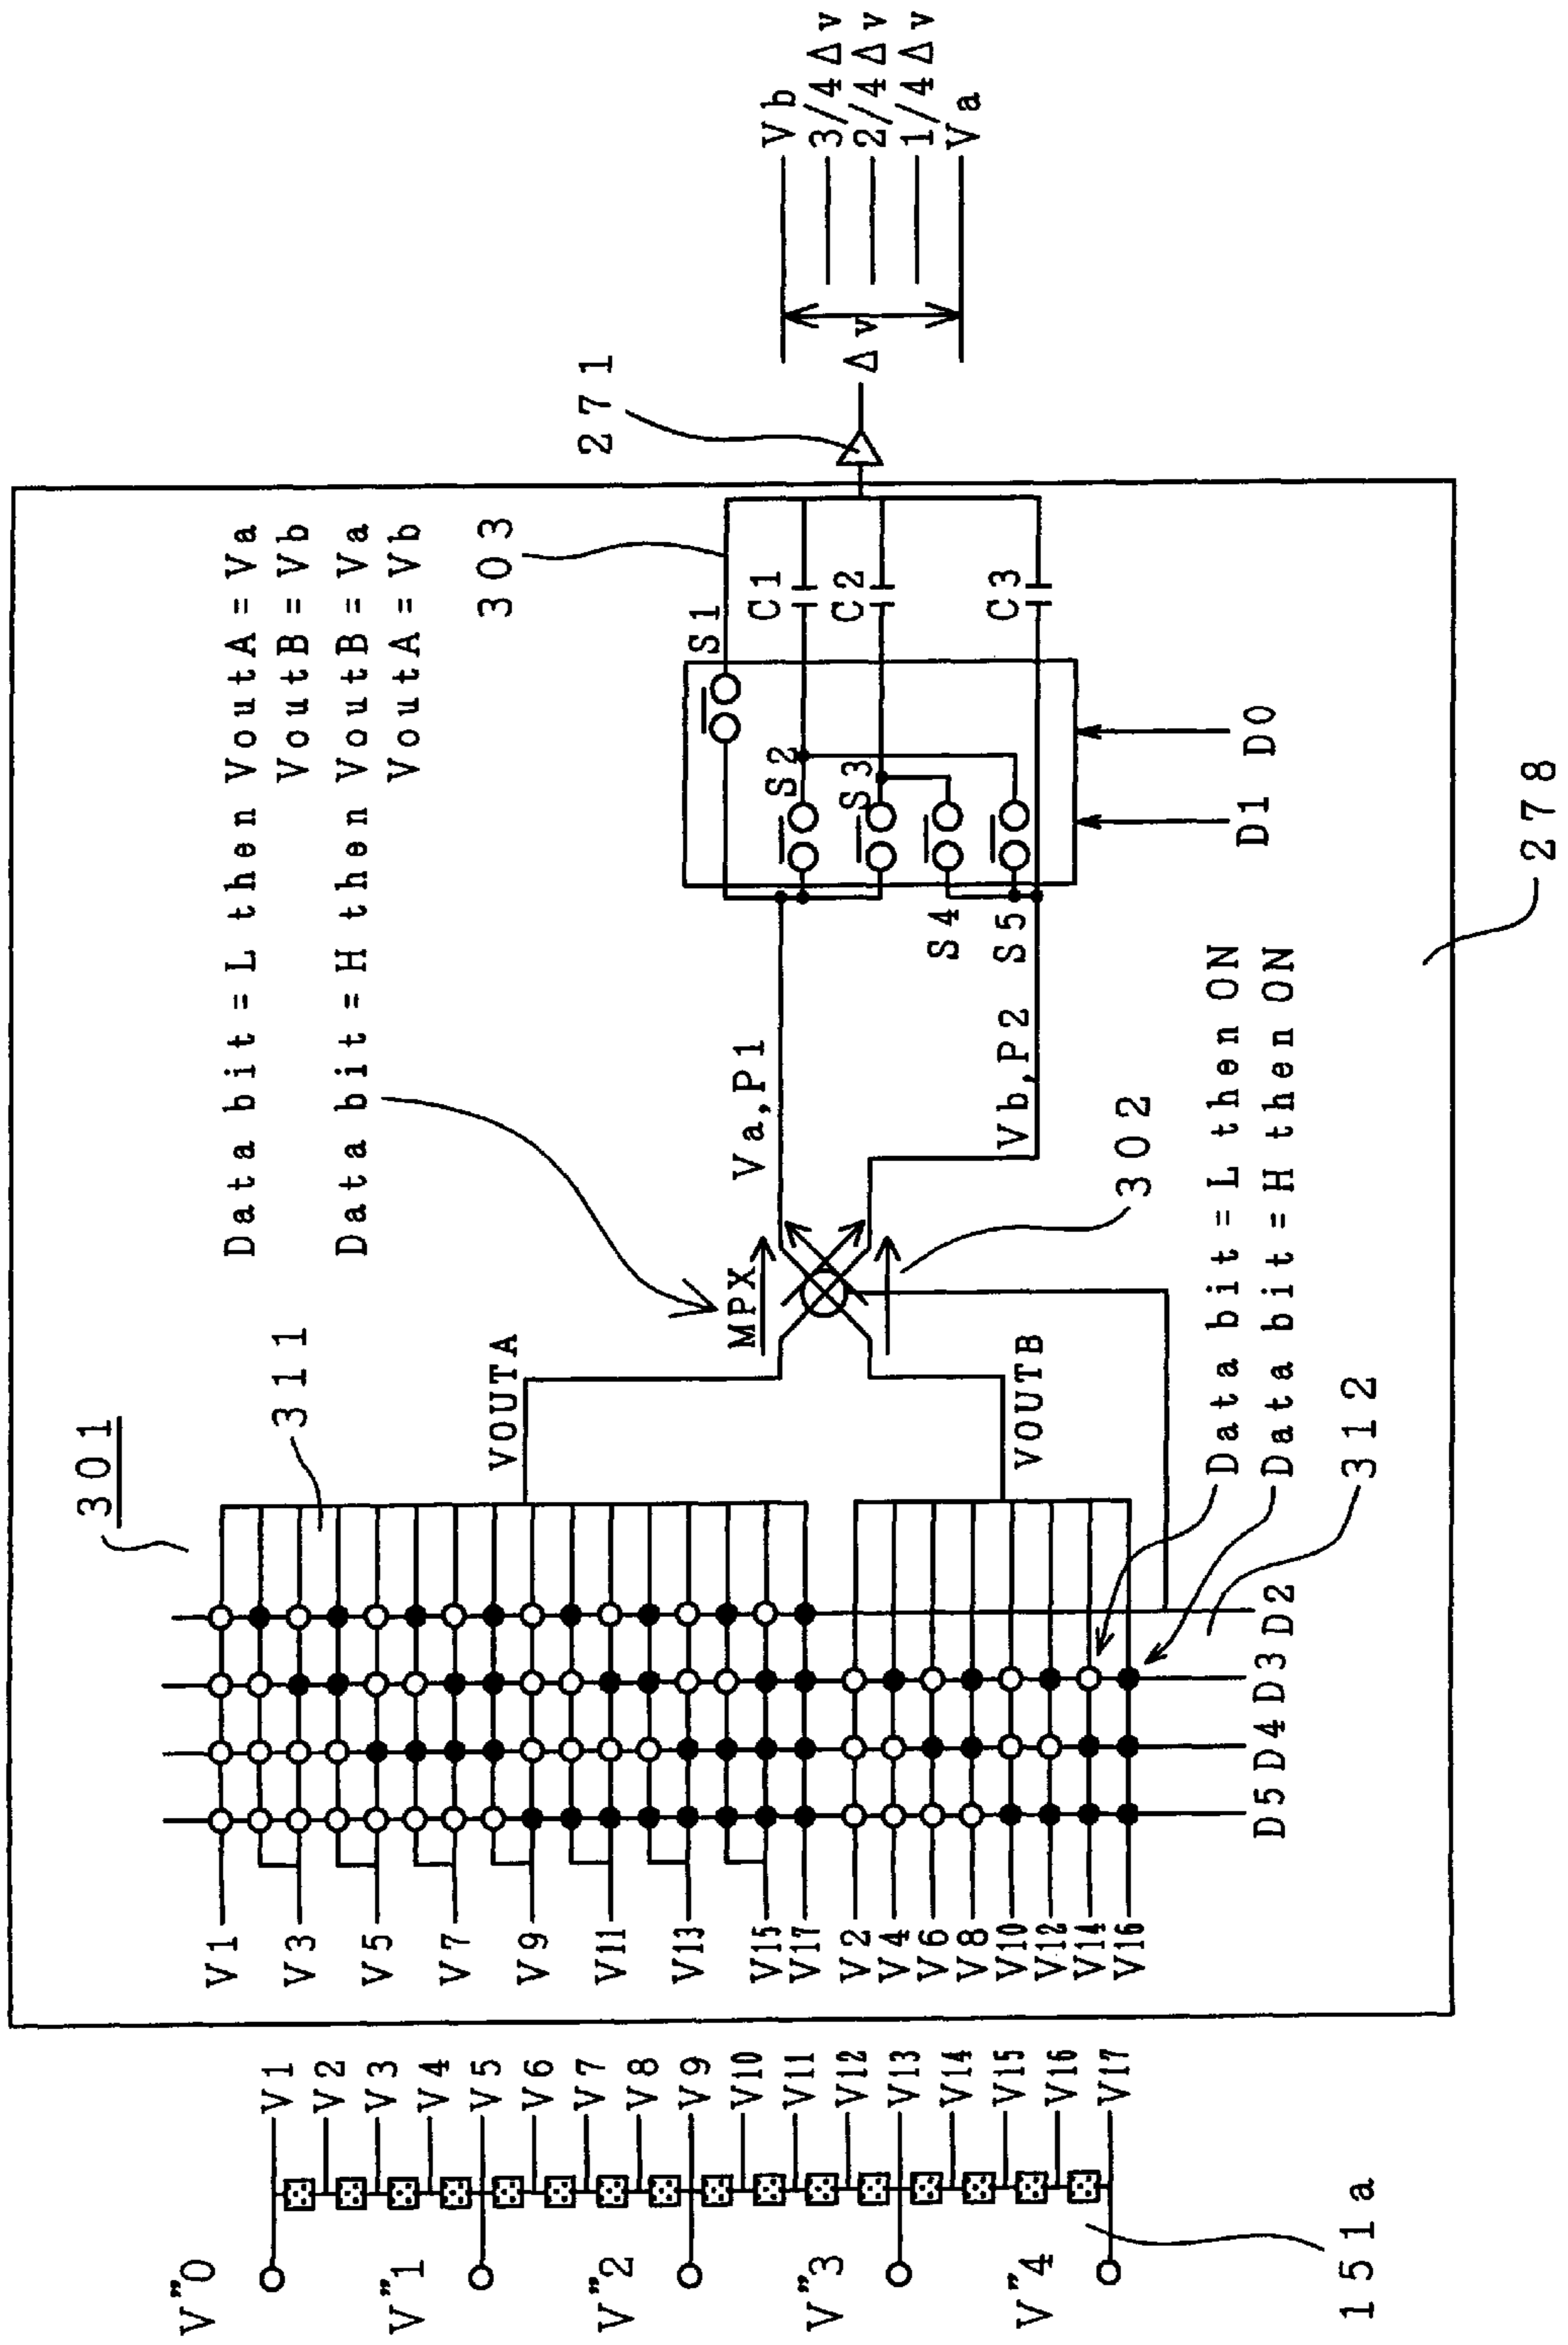 V"0
V"1
V"2
V"3
V"4
151a
V1
V2
V3
V4
V5
V6
V7
V8
V9
V10
V11
V12
V13
V14
V15
V16
V17
301
311
V1
V3
V5
V7
V9
V11
V13
V15
V17
V2
V4
V6
V8
V10
V12
V14
V16
D5
D4
D3
D2
312
VOUTA
VOUTB
MPX
302
Data bit=L then ON
Data bit=H then ON
Data bit=L then VoutA=Va
VoutB=Vb
Data bit=H then VoutB=Va
VoutA=Vb
Va,P1
Vb,P2
S1
S2
S3
S4
S5
D1
D0
303
C1
C2
C3
278
271
Δv
Vb
3/4Δv
2/4Δv
1/4Δv
Va